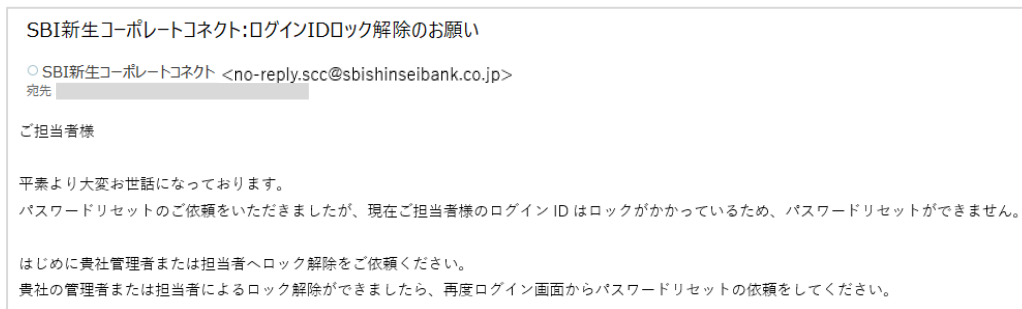 SBI新生コーポレートコネクト:ログインIDロック解除のお願い
SBI新生コーポレートコネクト <no-reply.scc@sbishinseibank.co.jp>
宛先
ご担当者様
平素より大変お世話になっております。
パスワードリセットのご依頼をいただきましたが、現在ご担当者様のログイン ID はロックがかかっているため、パスワードリセットができません。
はじめに貴社管理者または担当者へロック解除をご依頼ください。
貴社の管理者または担当者によるロック解除ができましたら、再度ログイン画面からパスワードリセットの依頼をしてください。